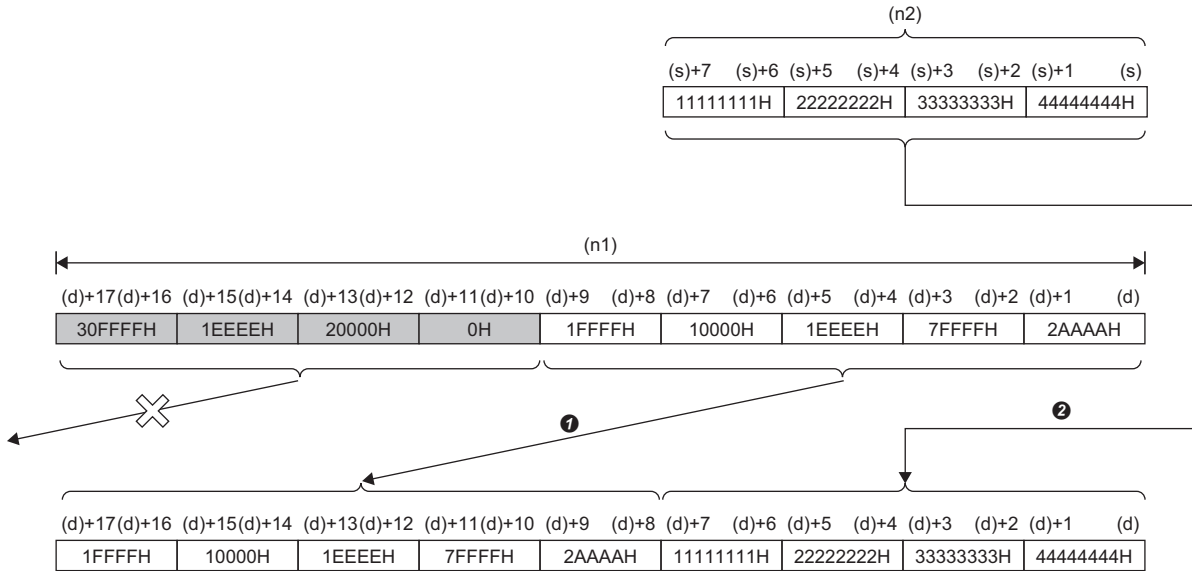 (n2)
(s)+7 (s)+6 (s)+5 (s)+4 (s)+3 (s)+2 (s)+1 (s)
11111111H 22222222H 33333333H 44444444H
(n1)
(d)+17(d)+16 (d)+15(d)+14 (d)+13(d)+12 (d)+11(d)+10 (d)+9 (d)+8 (d)+7 (d)+6 (d)+5 (d)+4 (d)+3 (d)+2 (d)+1 (d)
30FFFFH 1EEEEH 20000H 0H 1FFFFH 10000H 1EEEEH 7FFFFH 2AAAAH
❶ ❷
(d)+17(d)+16 (d)+15(d)+14 (d)+13(d)+12 (d)+11(d)+10 (d)+9 (d)+8 (d)+7 (d)+6 (d)+5 (d)+4 (d)+3 (d)+2 (d)+1 (d)
1FFFFH 10000H 1EEEEH 7FFFFH 2AAAAH 11111111H 22222222H 33333333H 44444444H